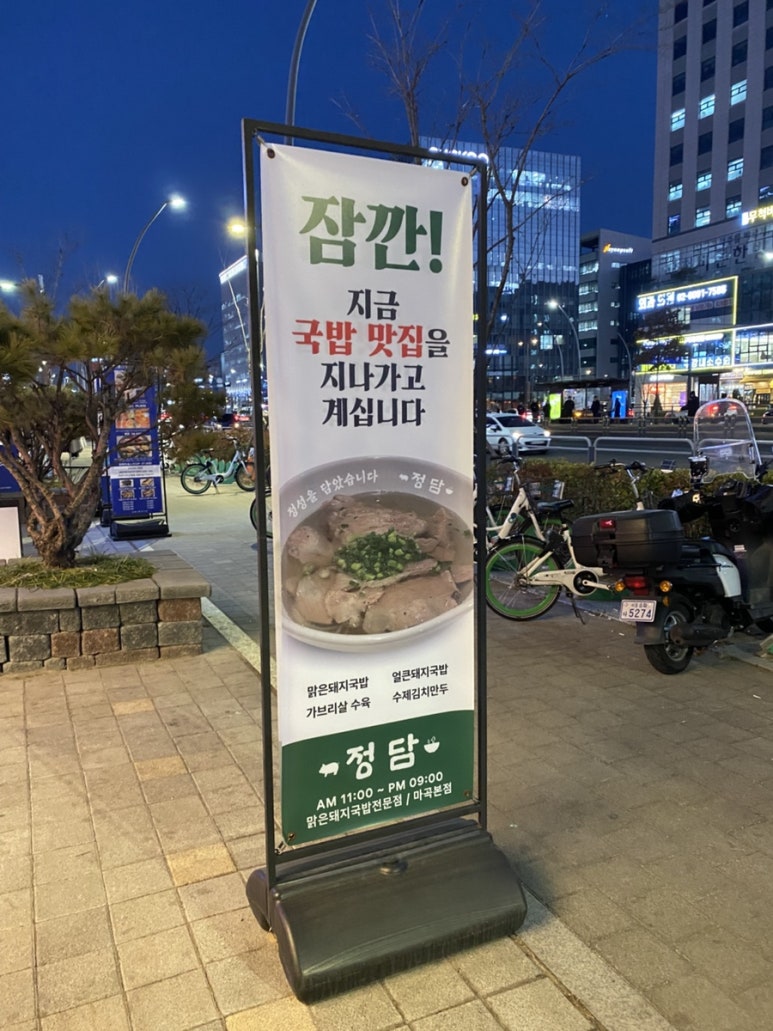 잠깐!
지금
국밥 맛집을
지나가고
계십니다
정성을 담았습니다
정담
맑은돼지국밥
얼큰돼지국밥
가브리살 수육
수제김치만두
정담
AM 11:00 ~ PM 09:00
맑은돼지국밥전문점 / 마곡본점
5274